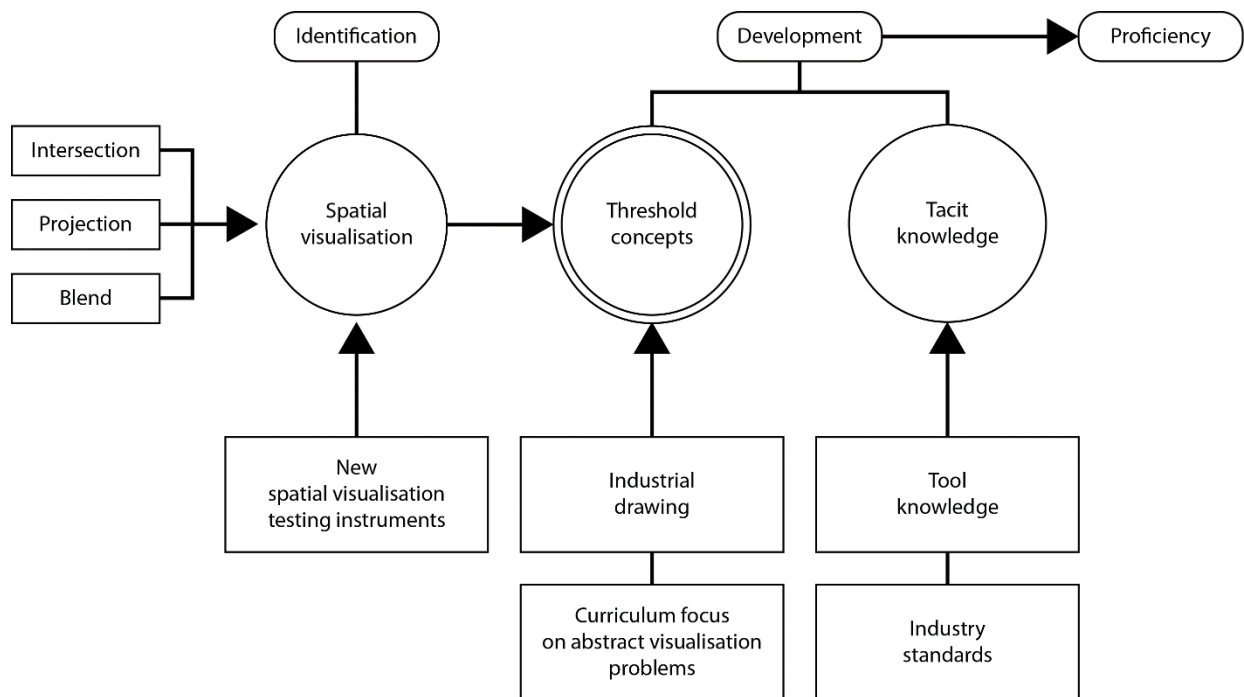 Identification
Development
Proficiency
Intersection
Projection
Blend
Spatial
visualisation
Threshold
concepts
Tacit
knowledge
New
spatial visualisation
testing instruments
Industrial
drawing
Tool
knowledge
Curriculum focus
on abstract visualisation
problems
Industry
standards